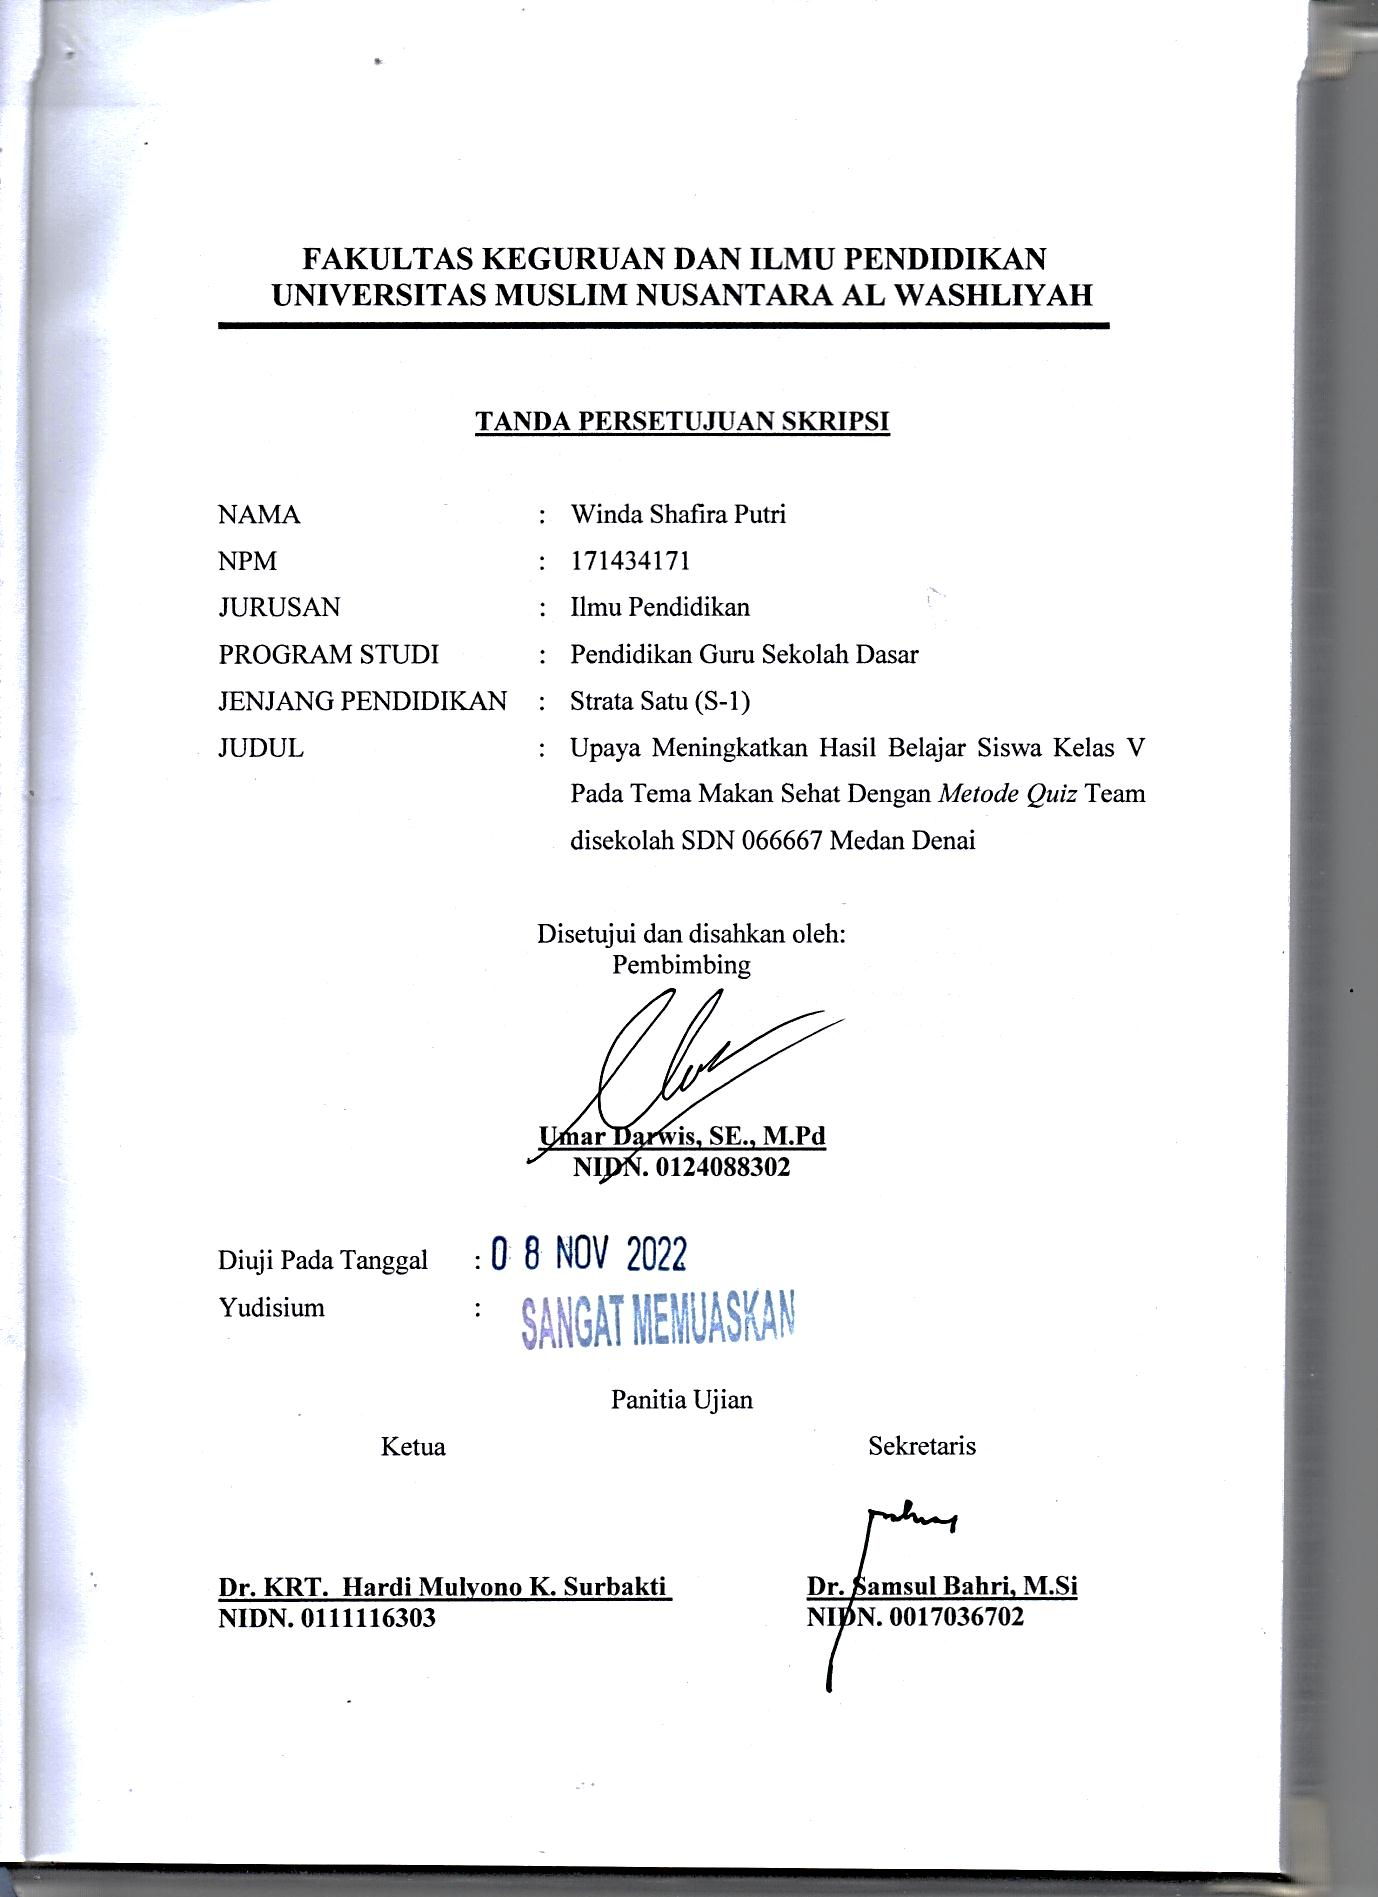 FAKULTAS KEGURUAN DAN ILMU PENDIDIKAN
UNIVERSITAS MUSLIM NUSANTARA AL WASHLIYAH
TANDA PERSETUJUAN SKRIPSI
NAMA : Winda Shafira Putri
NPM : 171434171
JURUSAN : Ilmu Pendidikan
PROGRAM STUDI : Pendidikan Guru Sekolah Dasar
JENJANG PENDIDIKAN : Strata Satu (S-1)
JUDUL : Upaya Meningkatkan Hasil Belajar Siswa Kelas V
Pada Tema Makan Sehat Dengan Metode Quiz Team
disekolah SDN 066667 Medan Denai
Disetujui dan disahkan oleh:
Pembimbing
Umar Darwis, SE., M.Pd
NIDN. 0124088302
Diuji Pada Tanggal : 08 NOV 2022
Yudisium : SANGAT MEMUASKAN
Panitia Ujian
Ketua Sekretaris
Dr. KRT. Hardi Mulyono K. Surbakti Dr. Samsul Bahri, M.Si
NIDN. 0111116303 NIDN. 0017036702